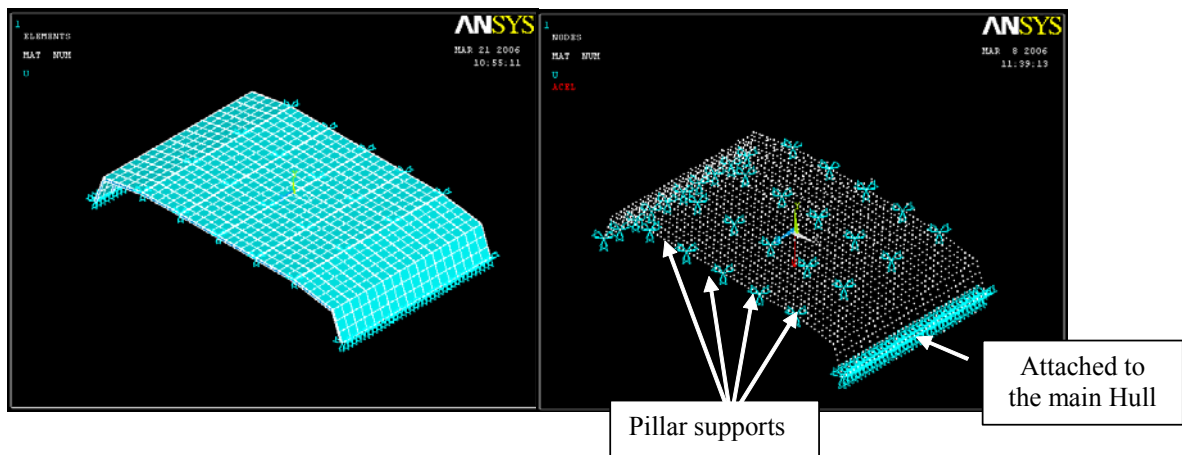 1
ELEMENTS
MAT NUM
U
ANSYS
MAR 21 2006
10:55:11
1
NODES
MAT NUM
U
ACEL
ANSYS
MAR 8 2006
11:39:13
Pillar supports
Attached to
the main Hull